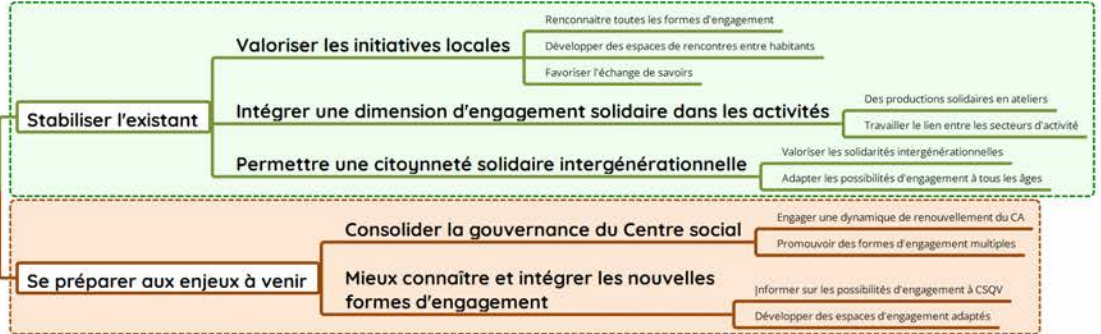 Stabiliser l'existant
Valoriser les initiatives locales
Renconnaitre toutes les formes d'engagement
Développer des espaces de rencontres entre habitants
Favoriser l'échange de savoirs
Intégrer une dimension d'engagement solidaire dans les activités
Des productions solidaires en ateliers
Travailler le lien entre les secteurs d'activité
Permettre une citoynneté solidaire intergénérationnelle
Valoriser les solidarités intergénérationnelles
Adapter les possibilités d'engagement à tous les âges
Se préparer aux enjeux à venir
Consolider la gouvernance du Centre social
Engager une dynamique de renouvellement du CA
Promouvoir des formes d'engagement multiples
Mieux connaître et intégrer les nouvelles
formes d'engagement
Informer sur les possibilités d'engagement à CSQV
Développer des espaces d'engagement adaptés